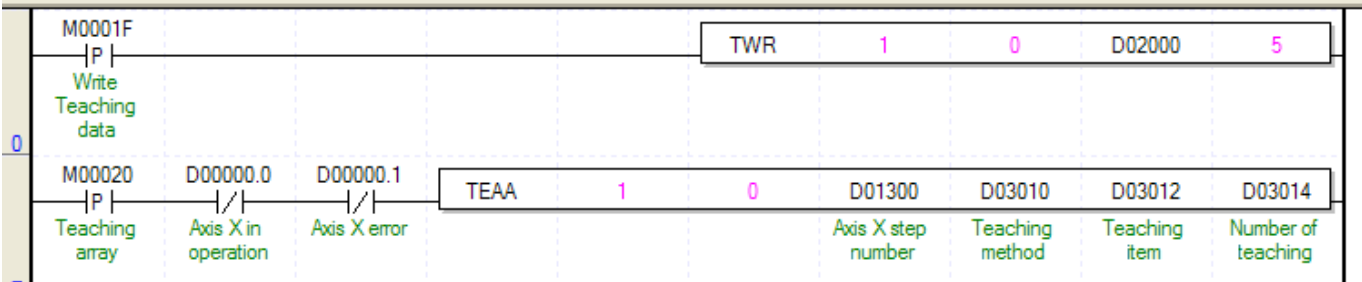 M0001F
P
TWR 1 0 D02000 5
Write
Teaching
data
0
M00020 D00000.0 D00000.1
P
TEAA 1 0 D01300 D03010 D03012 D03014
Teaching Axis X in Axis X error Axis X step Teaching Teaching Number of
array operation number method item teaching